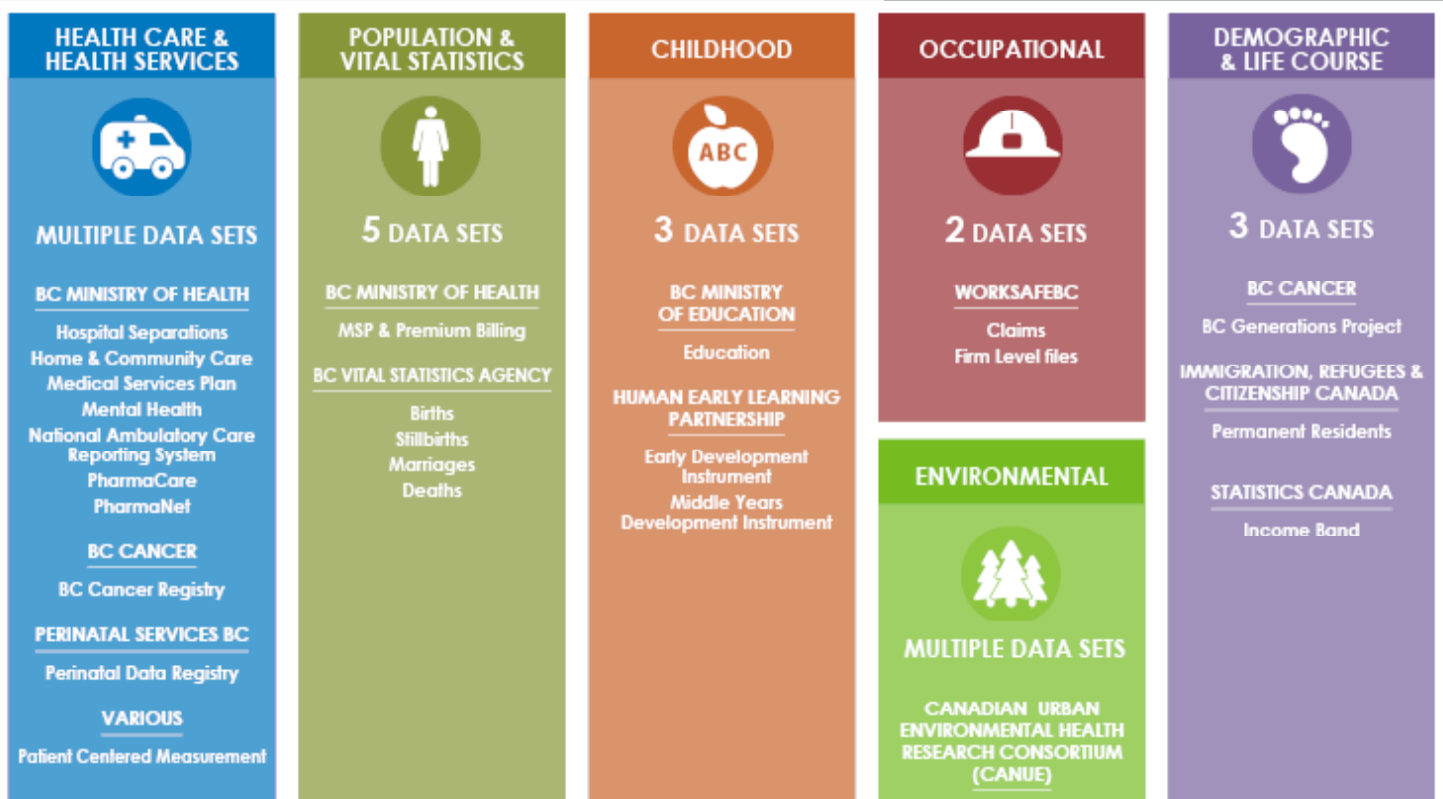 HEALTH CARE &
HEALTH SERVICES
MULTIPLE DATA SETS
BC MINISTRY OF HEALTH
Hospital Separations
Home & Community Care
Medical Services Plan
Mental Health
National Ambulatory Care
Reporting System
PharmaCare
PharmaNet
BC CANCER
BC Cancer Registry
PERINATAL SERVICES BC
Perinatal Data Registry
VARIOUS
Patient Centered Measurement
POPULATION &
VITAL STATISTICS
5 DATA SETS
BC MINISTRY OF HEALTH
MSP & Premium Billing
BC VITAL STATISTICS AGENCY
Births
Stillbirths
Marriages
Deaths
CHILDHOOD
ABC
3 DATA SETS
BC MINISTRY
OF EDUCATION
Education
HUMAN EARLY LEARNING
PARTNERSHIP
Early Development
Instrument
Middle Years
Development Instrument
OCCUPATIONAL
2 DATA SETS
WORKSAFEBC
Claims
Firm Level files
ENVIRONMENTAL
MULTIPLE DATA SETS
CANADIAN URBAN
ENVIRONMENTAL HEALTH
RESEARCH CONSORTIUM
(CANUE)
DEMOGRAPHIC
& LIFE COURSE
3 DATA SETS
BC CANCER
BC Generations Project
IMMIGRATION, REFUGEES &
CITIZENSHIP CANADA
Permanent Residents
STATISTICS CANADA
Income Band